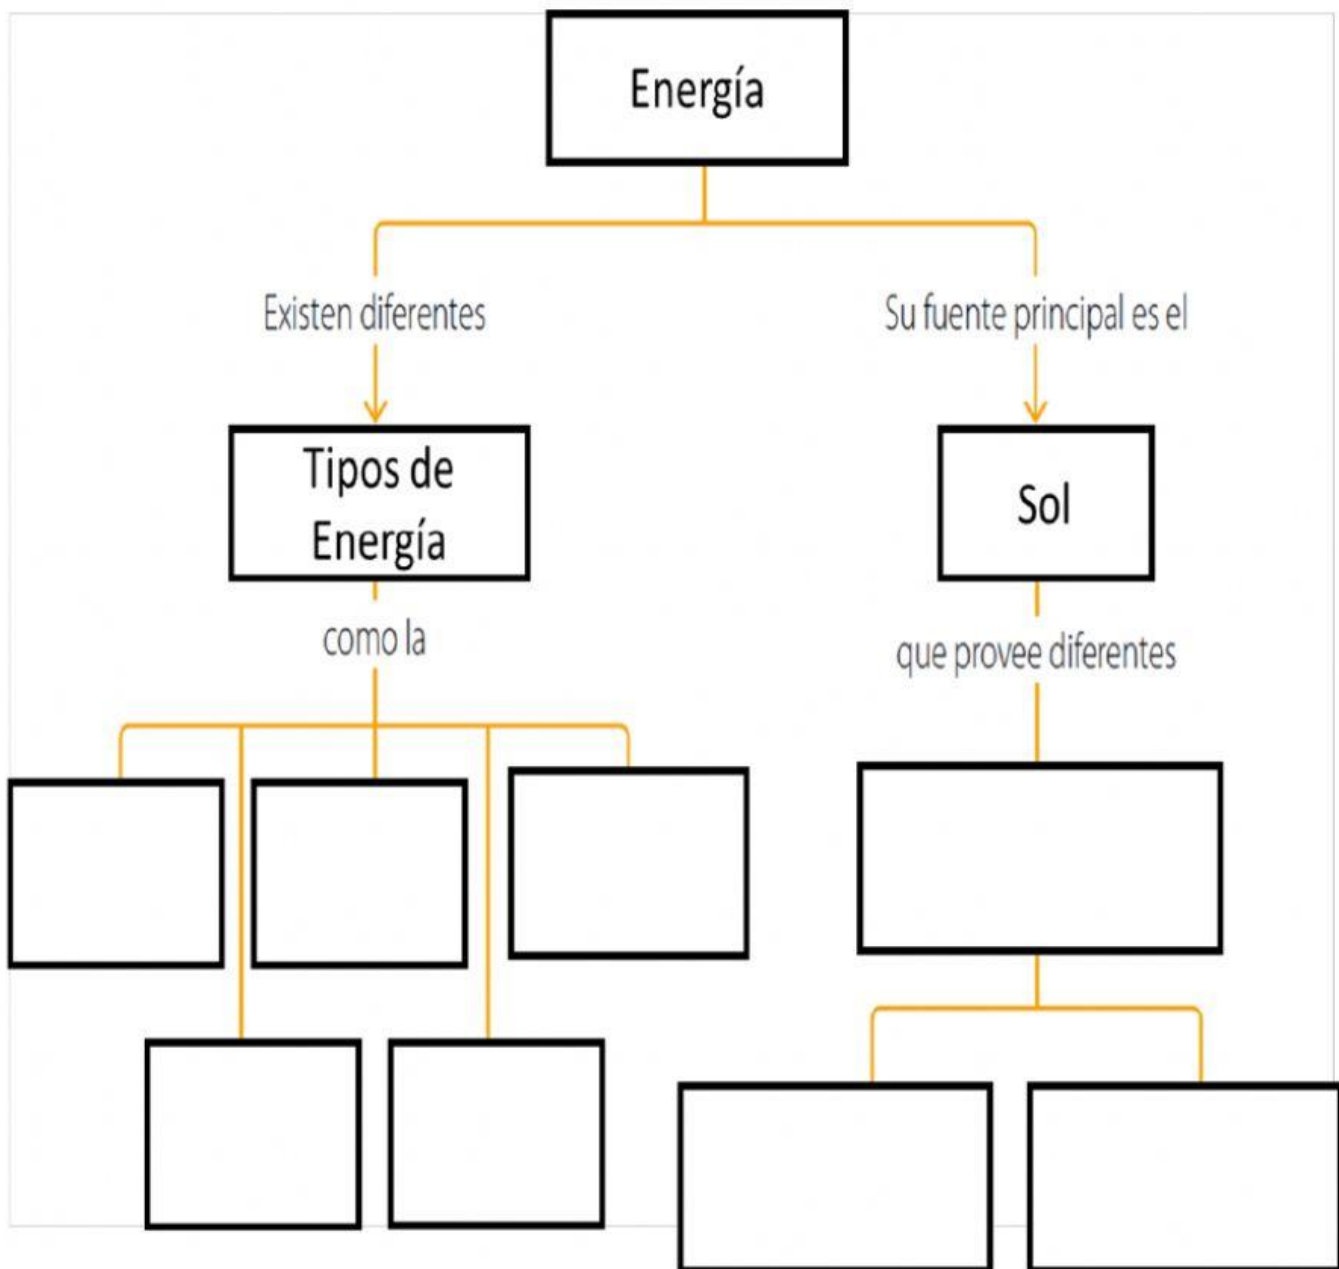 Energía
Existen diferentes
Su fuente principal es el
Tipos de
Energía
Sol
como la
que provee diferentes